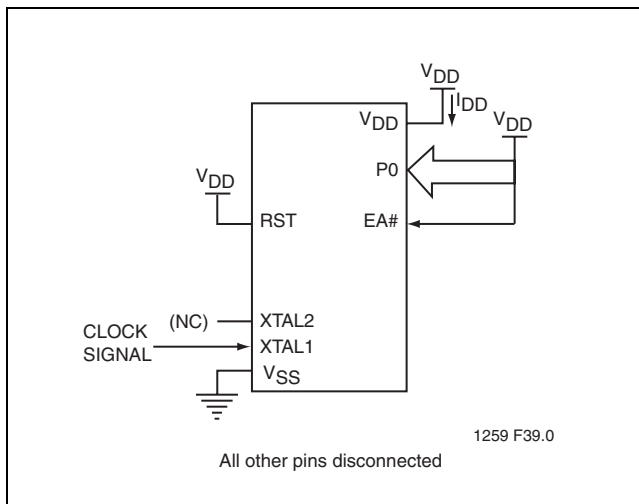 VDD
IDD
VDD
VDD
P0
VDD
RST
EA#
(NC)
XTAL2
CLOCK
SIGNAL
XTAL1
VSS
1259 F39.0
All other pins disconnected